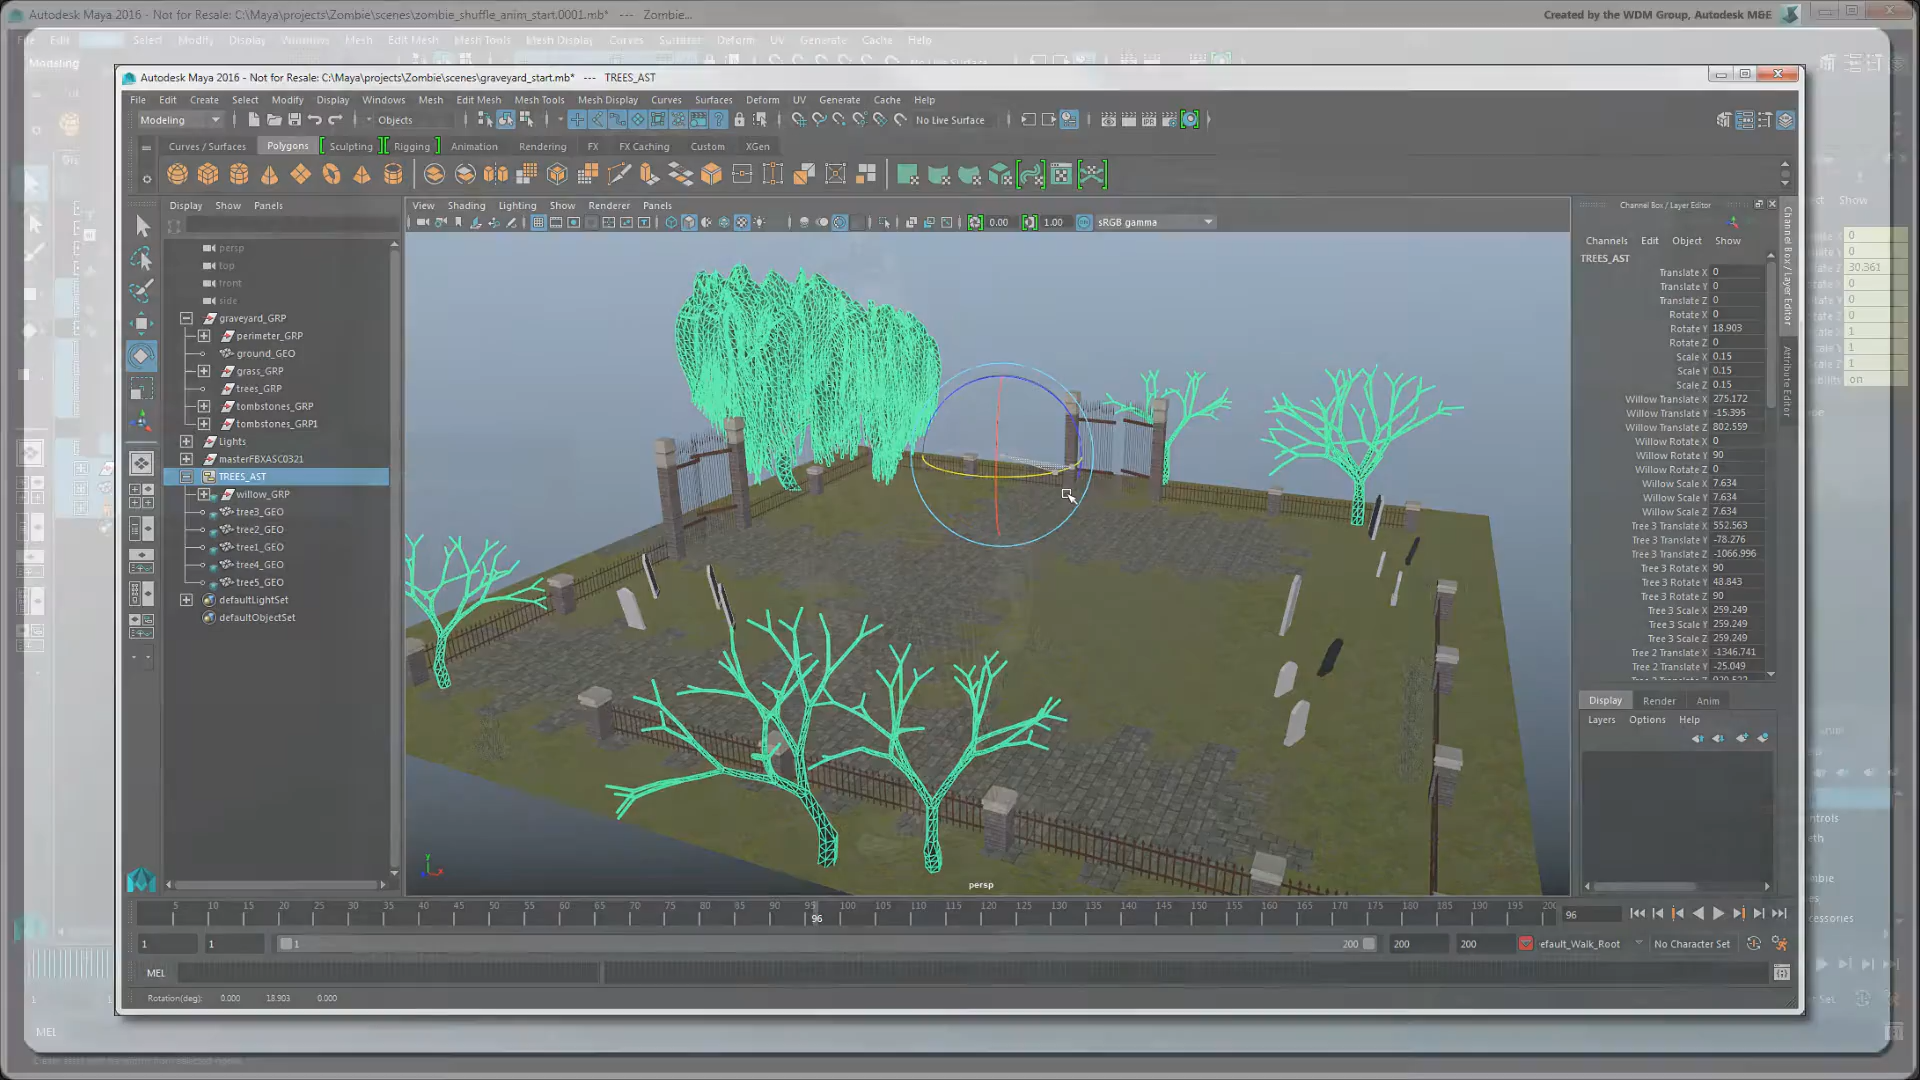 Autodesk Maya 2016 - Not for Resale: C:\Maya\projects\Zombie\scenes\zombie_shuffle_anim_start.0001.mb* --- Zombie...
Created by the WDM Group, Autodesk M&E
Autodesk Maya 2016 - Not for Resale: C:\Maya\projects\Zombie\scenes\graveyard_start.mb* --- TREES_AST
File Edit Create Select Modify Display Windows Mesh Edit Mesh Mesh Tools Mesh Display Curves Surfaces Deform UV Generate Cache Help
Modeling Objects No Live Surface
Curves / Surfaces Polygons Sculpting Rigging Animation Rendering FX FX Caching Custom XGen
Display Show Panels
View Shading Lighting Show Renderer Panels
0.00 1.00 sRGB gamma
persp
top
front
side
graveyard_GRP
perimeter_GRP
ground_GEO
grass_GRP
trees_GRP
tombstones_GRP
tombstones_GRP1
Lights
masterFBXASC0321
TREES_AST
willow_GRP
tree3_GEO
tree2_GEO
tree1_GEO
tree4_GEO
tree5_GEO
defaultLightSet
defaultObjectSet
persp
Channel Box / Layer Editor
Channels Edit Object Show
TREES_AST
Translate X 0
Translate Y 0
Translate Z 0
Rotate X 0
Rotate Y 18.903
Rotate Z 0
Scale X 0.15
Scale Y 0.15
Scale Z 0.15
Willow Translate X 275.172
Willow Translate Y -15.395
Willow Translate Z 802.559
Willow Rotate X 0
Willow Rotate Y 90
Willow Rotate Z 0
Willow Scale X 7.634
Willow Scale Y 7.634
Willow Scale Z 7.634
Tree 3 Translate X 552.563
Tree 3 Translate Y -78.276
Tree 3 Translate Z -1066.996
Tree 3 Rotate X 90
Tree 3 Rotate Y 48.843
Tree 3 Rotate Z 90
Tree 3 Scale X 259.249
Tree 3 Scale Y 259.249
Tree 3 Scale Z 259.249
Tree 2 Translate X -1346.741
Tree 2 Translate Y -25.049
Channel Box / Layer Editor
Attribute Editor
Display Render Anim
Layers Options Help
5 10 15 20 25 30 35 40 45 50 55 60 65 70 75 80 85 90 95 100 105 110 115 120 125 130 135 140 145 150 155 160 165 170 175 180 185 190 195 200
96
96
1 1 1 200 200 200 efault_Walk_Root No Character Set
MEL
Rotation(deg): 0.000 18.903 0.000
MEL